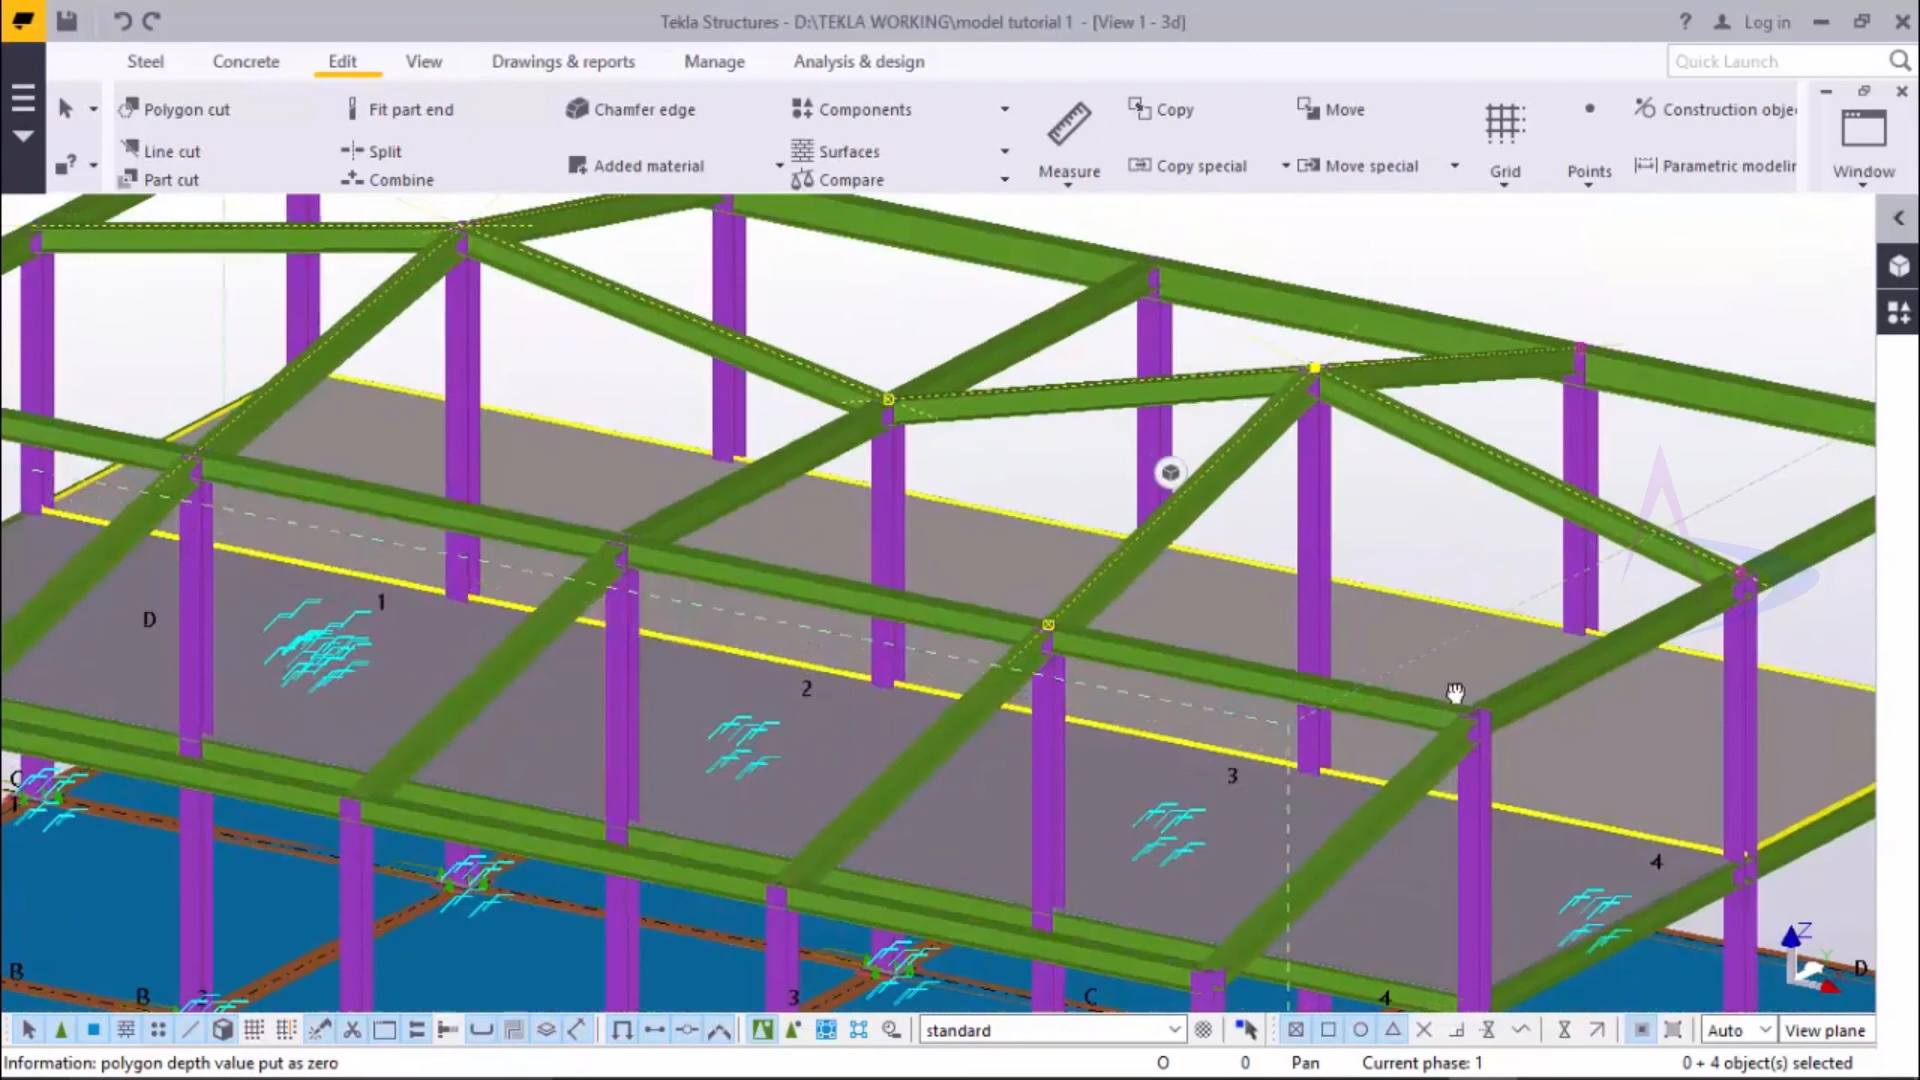 Tekla Structures - D:\TEKLA WORKING\model tutorial 1 - [View 1 - 3d]
? Log in
Steel Concrete Edit View Drawings & reports Manage Analysis & design
Quick Launch
Polygon cut Fit part end Chamfer edge Components Copy Move Construction obje
Line cut Split Surfaces
Added material Measure Copy special Move special Grid Points Parametric modelin Window
Part cut Combine Compare
D 1
2
3
4
C
Z
Y
D
B B 2 3 C 4
standard Auto View plane
Information: polygon depth value put as zero O 0 Pan Current phase: 1 0 + 4 object(s) selected